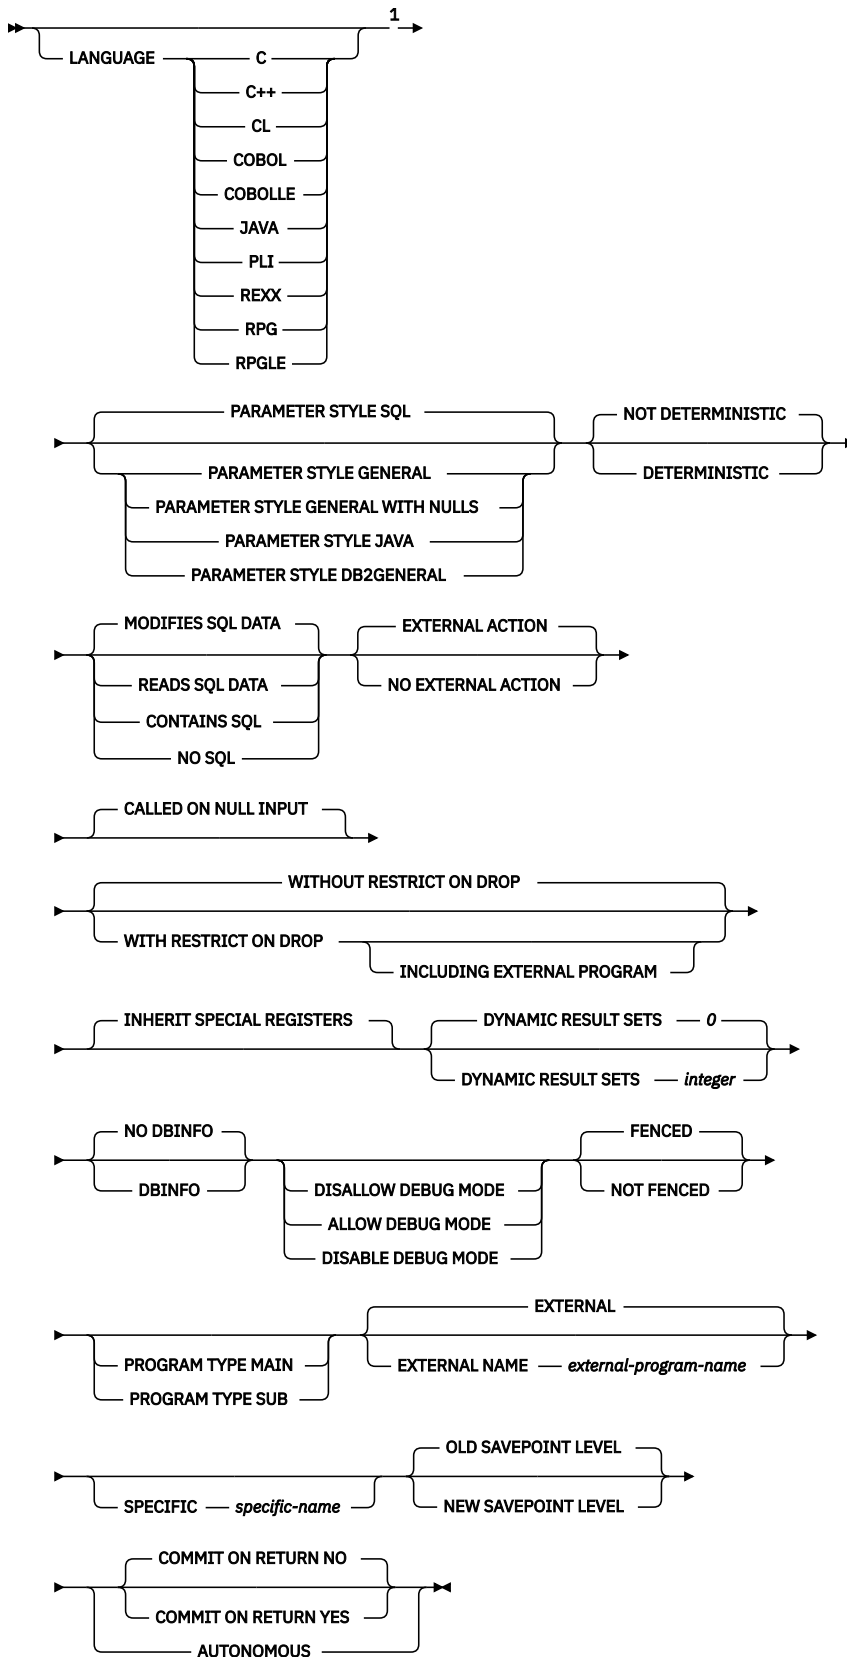 1
LANGUAGE C
C++
CL
COBOL
COBOLLE
JAVA
PLI
REXX
RPG
RPGLE
PARAMETER STYLE SQL
PARAMETER STYLE GENERAL
PARAMETER STYLE GENERAL WITH NULLS
PARAMETER STYLE JAVA
PARAMETER STYLE DB2GENERAL
NOT DETERMINISTIC
DETERMINISTIC
MODIFIES SQL DATA
READS SQL DATA
CONTAINS SQL
NO SQL
EXTERNAL ACTION
NO EXTERNAL ACTION
CALLED ON NULL INPUT
WITHOUT RESTRICT ON DROP
WITH RESTRICT ON DROP
INCLUDING EXTERNAL PROGRAM
INHERIT SPECIAL REGISTERS
DYNAMIC RESULT SETS 0
DYNAMIC RESULT SETS integer
NO DBINFO
DBINFO
DISALLOW DEBUG MODE
ALLOW DEBUG MODE
DISABLE DEBUG MODE
FENCED
NOT FENCED
PROGRAM TYPE MAIN
PROGRAM TYPE SUB
EXTERNAL
EXTERNAL NAME external-program-name
SPECIFIC specific-name
OLD SAVEPOINT LEVEL
NEW SAVEPOINT LEVEL
COMMIT ON RETURN NO
COMMIT ON RETURN YES
AUTONOMOUS